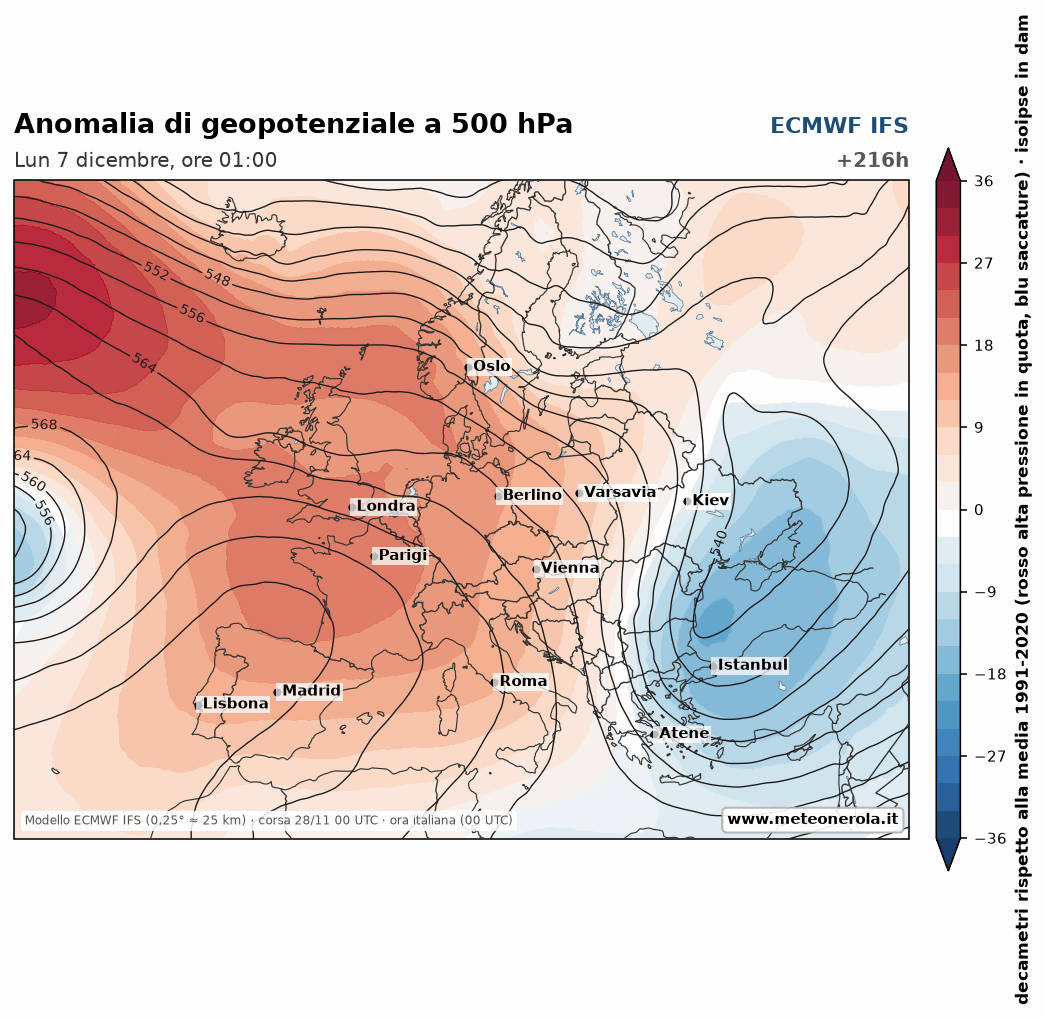 Anomalia di geopotenziale a 500 hPa
ECMWF IFS
Lun 7 dicembre, ore 01:00
+216h
552
548
556
564
568
64
560
556
540
Oslo
Berlino
Varsavia
Kiev
Londra
Parigi
Vienna
Istanbul
Roma
Madrid
Lisbona
Atene
Modello ECMWF IFS (0,25° ≈ 25 km) · corsa 28/11 00 UTC · ora italiana (00 UTC)
www.meteonerola.it
36
27
18
9
0
−9
−18
−27
−36
decametri rispetto alla media 1991-2020 (rosso alta pressione in quota, blu saccature) · isoipse in dam